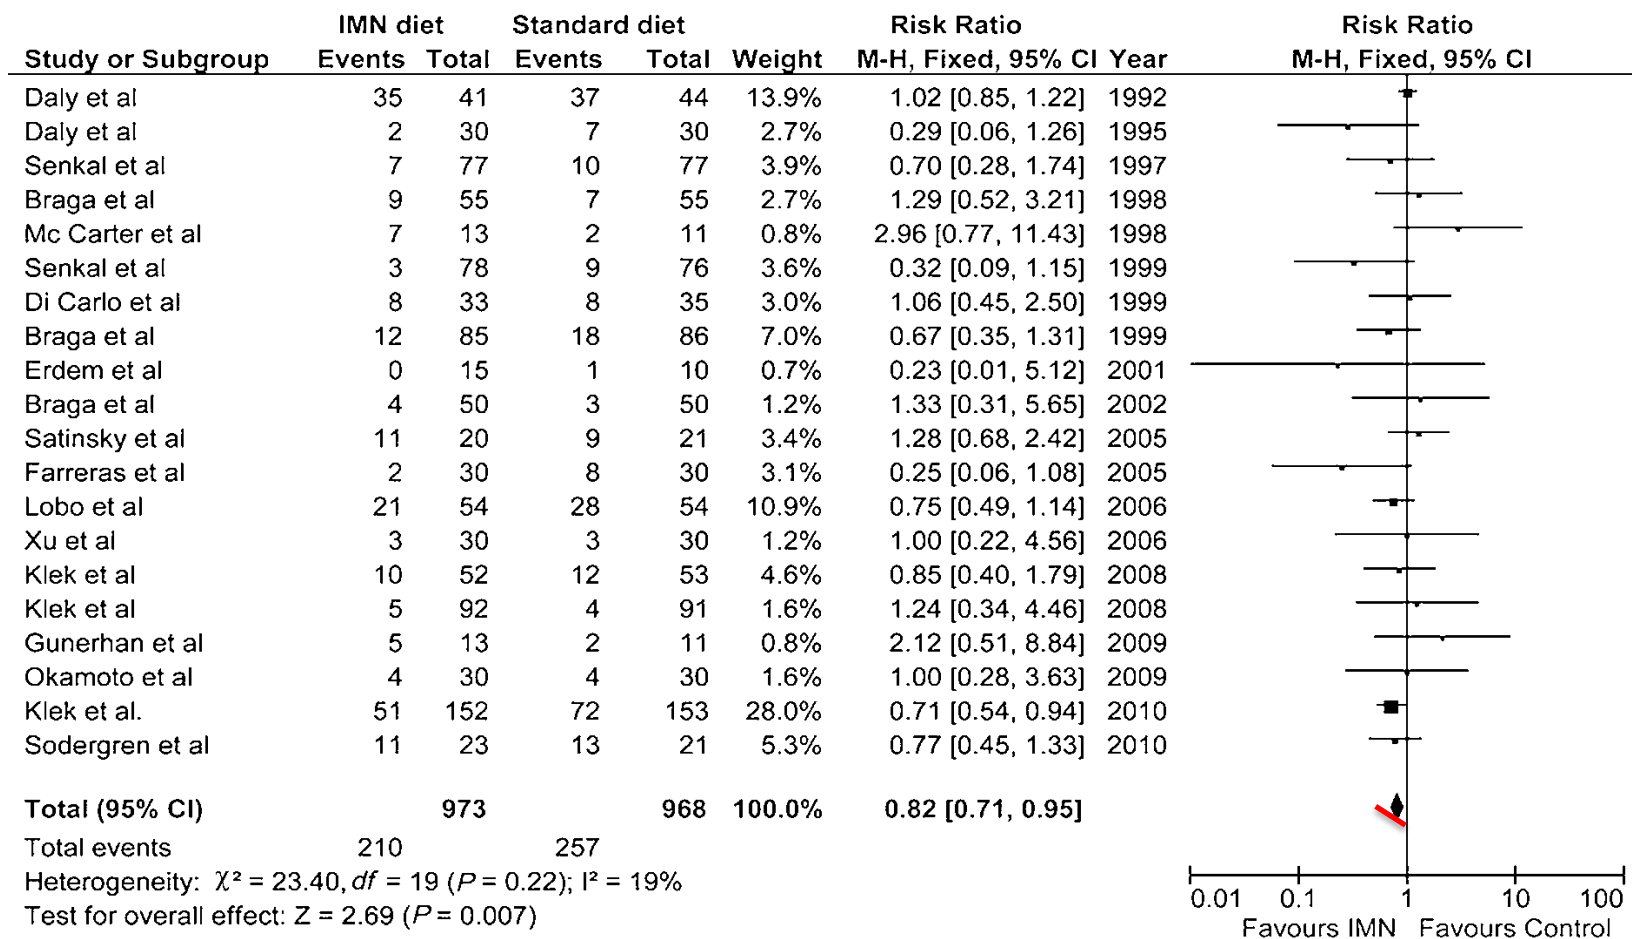 IMN diet Standard diet Risk Ratio Risk Ratio
Study or Subgroup Events Total Events Total Weight M-H, Fixed, 95% CI Year M-H, Fixed, 95% CI
Daly et al 35 41 37 44 13.9% 1.02 [0.85, 1.22] 1992
Daly et al 2 30 7 30 2.7% 0.29 [0.06, 1.26] 1995
Senkal et al 7 77 10 77 3.9% 0.70 [0.28, 1.74] 1997
Braga et al 9 55 7 55 2.7% 1.29 [0.52, 3.21] 1998
Mc Carter et al 7 13 2 11 0.8% 2.96 [0.77, 11.43] 1998
Senkal et al 3 78 9 76 3.6% 0.32 [0.09, 1.15] 1999
Di Carlo et al 8 33 8 35 3.0% 1.06 [0.45, 2.50] 1999
Braga et al 12 85 18 86 7.0% 0.67 [0.35, 1.31] 1999
Erdem et al 0 15 1 10 0.7% 0.23 [0.01, 5.12] 2001
Braga et al 4 50 3 50 1.2% 1.33 [0.31, 5.65] 2002
Satinsky et al 11 20 9 21 3.4% 1.28 [0.68, 2.42] 2005
Farreras et al 2 30 8 30 3.1% 0.25 [0.06, 1.08] 2005
Lobo et al 21 54 28 54 10.9% 0.75 [0.49, 1.14] 2006
Xu et al 3 30 3 30 1.2% 1.00 [0.22, 4.56] 2006
Klek et al 10 52 12 53 4.6% 0.85 [0.40, 1.79] 2008
Klek et al 5 92 4 91 1.6% 1.24 [0.34, 4.46] 2008
Gunerhan et al 5 13 2 11 0.8% 2.12 [0.51, 8.84] 2009
Okamoto et al 4 30 4 30 1.6% 1.00 [0.28, 3.63] 2009
Klek et al. 51 152 72 153 28.0% 0.71 [0.54, 0.94] 2010
Sodergren et al 11 23 13 21 5.3% 0.77 [0.45, 1.33] 2010
Total (95% CI) 973 968 100.0% 0.82 [0.71, 0.95]
Total events 210 257
Heterogeneity: χ² = 23.40, df = 19 (P = 0.22); I² = 19%
Test for overall effect: Z = 2.69 (P = 0.007)
0.01 0.1 1 10 100
Favours IMN Favours Control